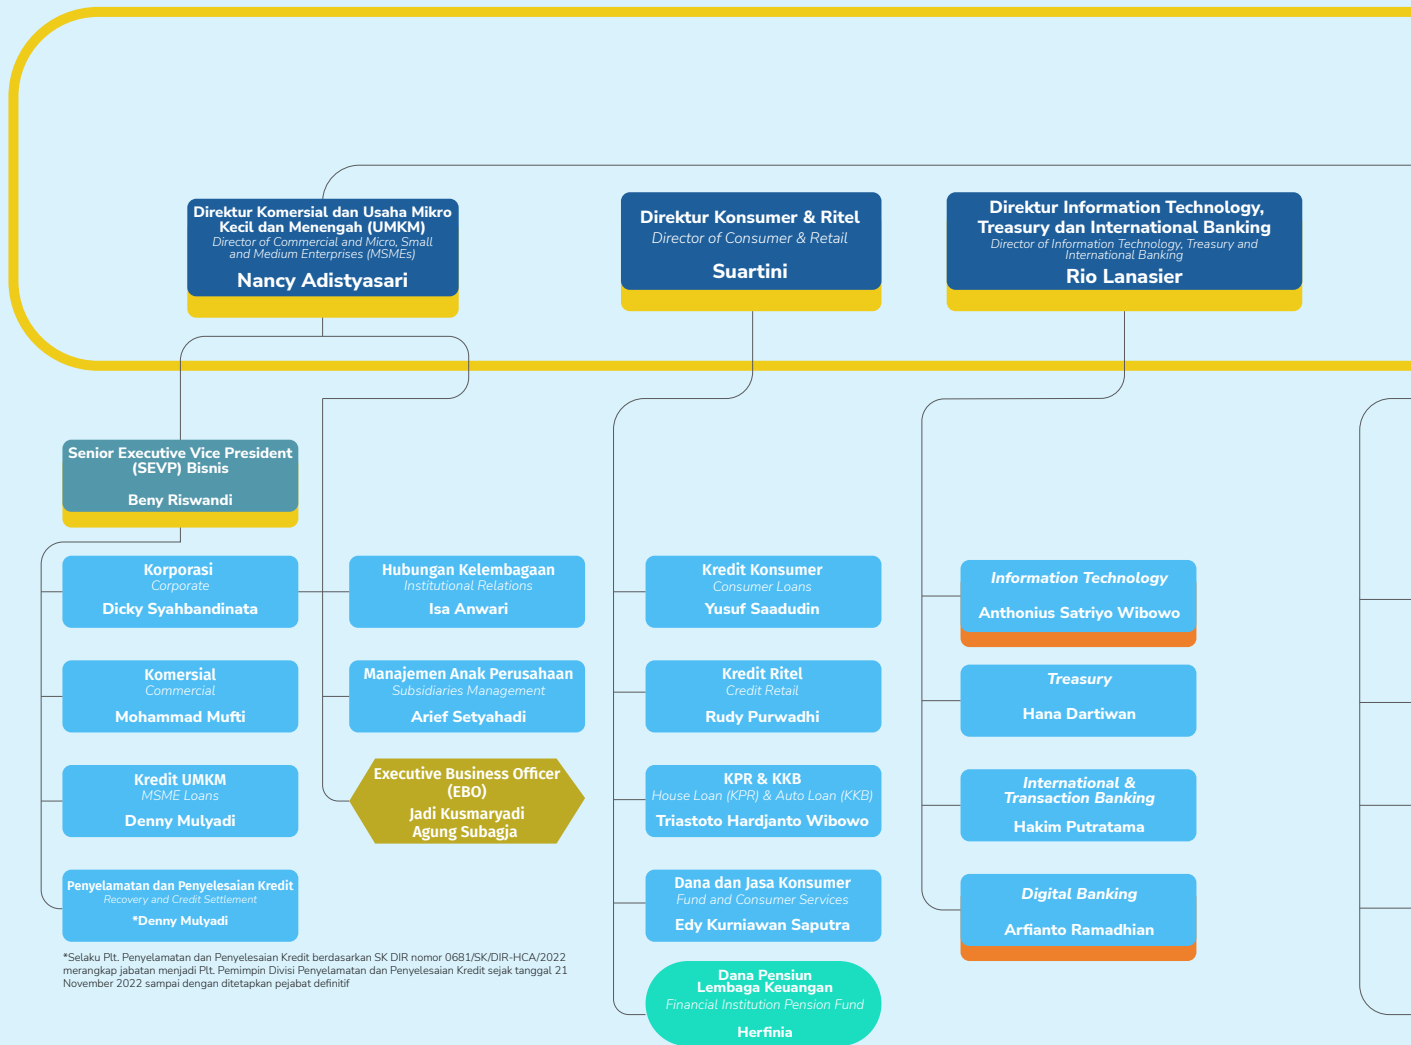 Direktur Komersial dan Usaha Mikro
Kecil dan Menengah (UMKM)
Director of Commercial and Micro, Small
and Medium Enterprises (MSMEs)
Nancy Adistyasari
Direktur Konsumer & Ritel
Director of Consumer & Retail
Suartini
Direktur Information Technology,
Treasury dan International Banking
Director of Information Technology, Treasury and
International Banking
Rio Lanasier
Senior Executive Vice President
(SEVP) Bisnis
Beny Riswandi
Korporasi
Corporate
Dicky Syahbandinata
Komersial
Commercial
Mohammad Mufti
Kredit UMKM
MSME Loans
Denny Mulyadi
Penyelamatan dan Penyelesaian Kredit
Recovery and Credit Settlement
*Denny Mulyadi
*Selaku Plt. Penyelamatan dan Penyelesaian Kredit berdasarkan SK DIR nomor 0681/SK/DIR-HCA/2022
merangkap jabatan menjadi Plt. Pemimpin Divisi Penyelamatan dan Penyelesaian Kredit sejak tanggal 21
November 2022 sampai dengan ditetapkan pejabat definitif
Hubungan Kelembagaan
Institutional Relations
Isa Anwari
Manajemen Anak Perusahaan
Subsidiaries Management
Arief Setyahadi
Executive Business Officer
(EBO)
Jadi Kusmaryadi
Agung Subagja
Kredit Konsumer
Consumer Loans
Yusuf Saadudin
Kredit Ritel
Credit Retail
Rudy Purwadhi
KPR & KKB
House Loan (KPR) & Auto Loan (KKB)
Triastoto Hardjanto Wibowo
Dana dan Jasa Konsumer
Fund and Consumer Services
Edy Kurniawan Saputra
Dana Pensiun
Lembaga Keuangan
Financial Institution Pension Fund
Herfinia
Information Technology
Anthonius Satriyo Wibowo
Treasury
Hana Dartiwan
International &
Transaction Banking
Hakim Putratama
Digital Banking
Arfianto Ramadhian